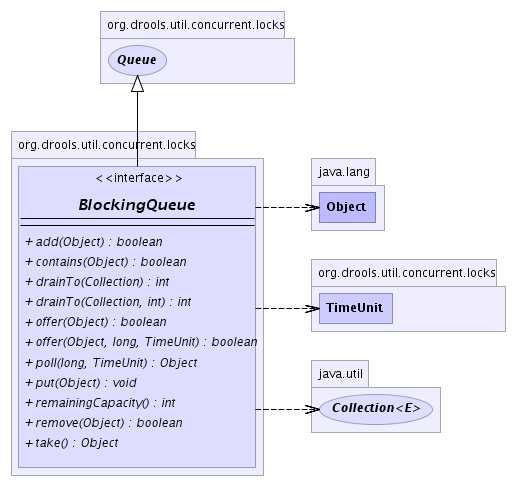 org.drools.util.concurrent.locks
Queue
org.drools.util.concurrent.locks
<<interface>>
BlockingQueue
+ add(Object) : boolean
+ contains(Object) : boolean
+ drainTo(Collection) : int
+ drainTo(Collection, int) : int
+ offer(Object) : boolean
+ offer(Object, long, TimeUnit) : boolean
+ poll(long, TimeUnit) : Object
+ put(Object) : void
+ remainingCapacity() : int
+ remove(Object) : boolean
+ take() : Object
java.lang
Object
org.drools.util.concurrent.locks
TimeUnit
java.util
Collection<E>